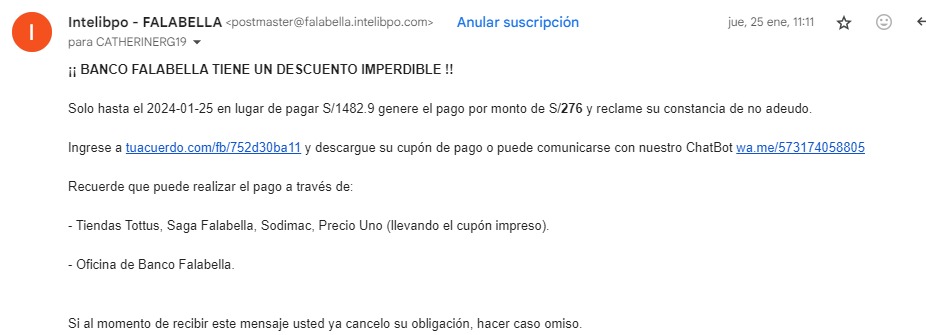 I
Intelibpo - FALABELLA <postmaster@falabella.intelibpo.com> Anular suscripción jue, 25 ene, 11:11
para CATHERINERG19
¡¡ BANCO FALABELLA TIENE UN DESCUENTO IMPERDIBLE !!
Solo hasta el 2024-01-25 en lugar de pagar S/1482.9 genere el pago por monto de S/276 y reclame su constancia de no adeudo.
Ingrese a tuacuerdo.com/fb/752d30ba11 y descargue su cupón de pago o puede comunicarse con nuestro ChatBot wa.me/573174058805
Recuerde que puede realizar el pago a través de:
- Tiendas Tottus, Saga Falabella, Sodimac, Precio Uno (llevando el cupón impreso).
- Oficina de Banco Falabella.
Si al momento de recibir este mensaje usted ya cancelo su obligación, hacer caso omiso.